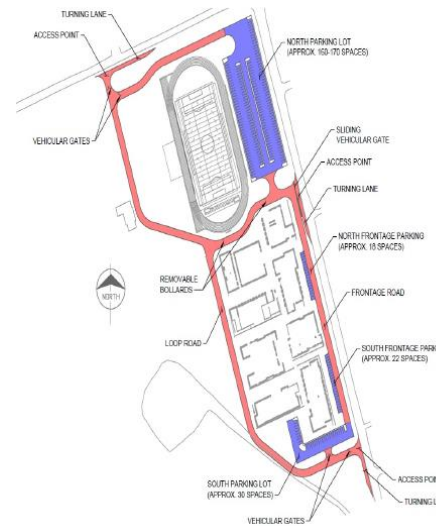 TURNING LANE
ACCESS POINT
NORTH PARKING LOT
(APPROX. 160-170 SPACES)
VEHICULAR GATES
SLIDING
VEHICULAR GATE
ACCESS POINT
TURNING LANE
NORTH FRONTAGE PARKING
(APPROX. 18 SPACES)
REMOVABLE
BOLLARDS
NORTH
FRONTAGE ROAD
LOOP ROAD
SOUTH FRONTAGE PARK
(APPROX. 22 SPACES)
SOUTH PARKING LOT
(APPROX. 30 SPACES)
ACCESS POIN
TURNING L
VEHICULAR GATES